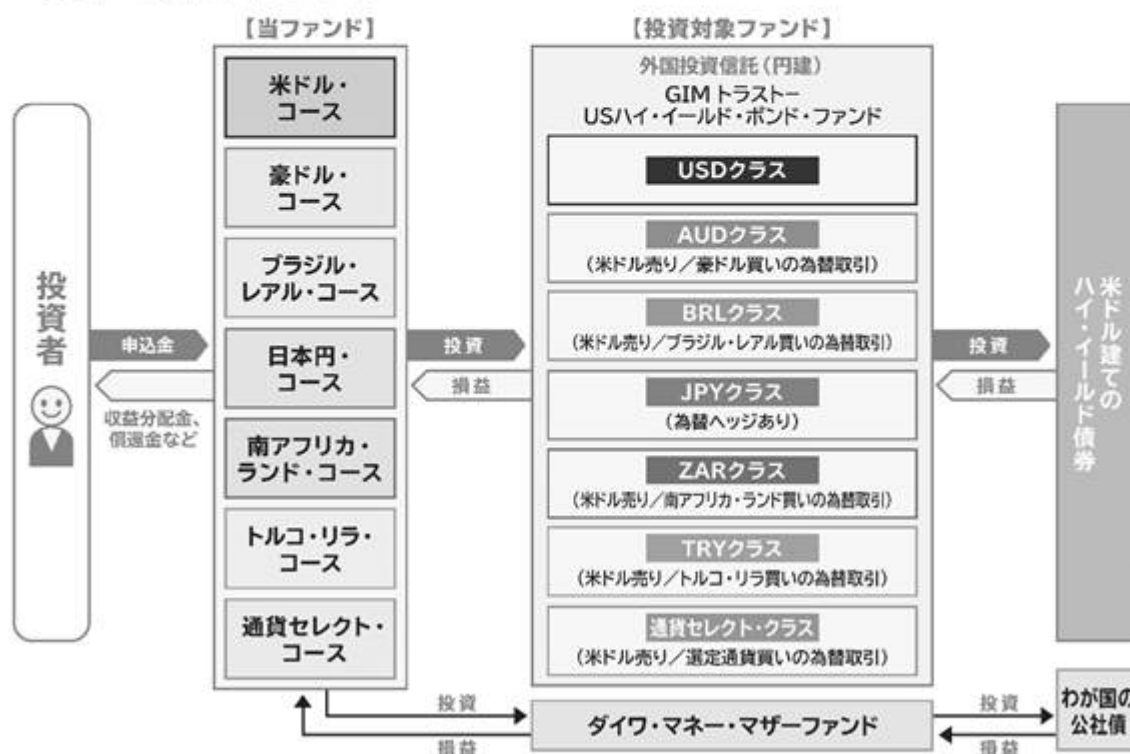 【当ファンド】
米ドル・
コース
豪ドル・
コース
ブラジル・
レアル・コース
日本円・
コース
南アフリカ・
ランド・コース
トルコ・リラ・
コース
通貨セレクト・
コース
投資者
申込金
収益分配金、
償還金など
投資
損益
【投資対象ファンド】
外国投資信託(円建)
GIMトラストー
USハイ・イールド・ボンド・ファンド
USDクラス
AUDクラス
(米ドル売り/豪ドル買いの為替取引)
BRLクラス
(米ドル売り/ブラジル・レアル買いの為替取引)
JPYクラス
(為替ヘッジあり)
ZARクラス
(米ドル売り/南アフリカ・ランド買いの為替取引)
TRYクラス
(米ドル売り/トルコ・リラ買いの為替取引)
通貨セレクト・クラス
(米ドル売り/選定通貨買いの為替取引)
投資
損益
米ドル建ての
ハイ・イールド債券
投資
損益
ダイワ・マネー・マザーファンド
投資
損益
わが国の
公社債